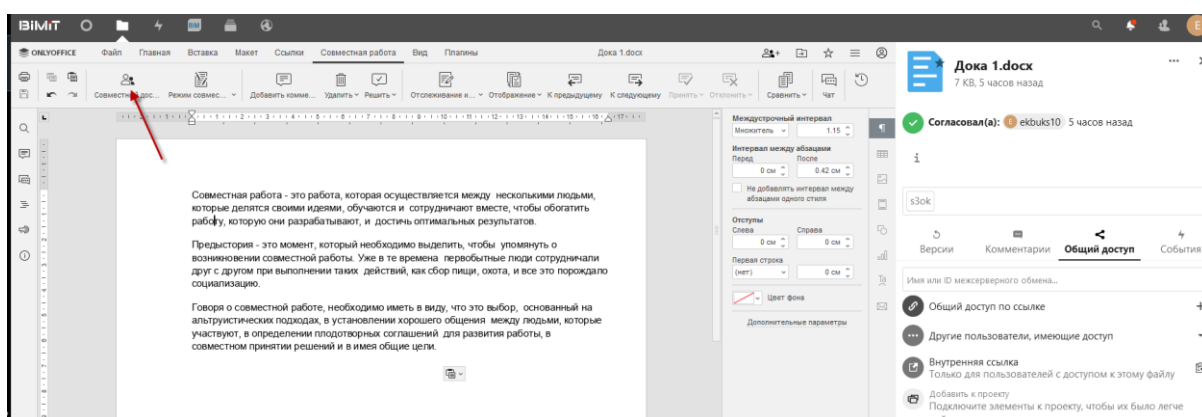 BiMiT
ONLYOFFICE Файл Главная Вставка Макет Ссылки Совместная работа Вид Плагины Дока 1.docx
Совместный дос... Режим совмес... Добавить комме... Удалить Решить Отслеживание и... Отображение К предыдущему К следующему Принять Отклонить Сравнить Чат
Совместная работа - это работа, которая осуществляется между несколькими людьми,
которые делятся своими идеями, обучаются и сотрудничают вместе, чтобы обогатить
работу, которую они разрабатывают, и достичь оптимальных результатов.
Предыстория - это момент, который необходимо выделить, чтобы упомянуть о
возникновении совместной работы. Уже в те времена первобытные люди сотрудничали
друг с другом при выполнении таких действий, как сбор пищи, охота, и все это порождало
социализацию.
Говоря о совместной работе, необходимо иметь в виду, что это выбор, основанный на
альтруистических подходах, в установлении хорошего общения между людьми, которые
участвуют, в определении плодотворных соглашений для развития работы, в
совместном принятии решений и в имея общие цели.
Междустрочный интервал
Множитель 1.15
Интервал между абзацами
Перед После
0 см 0.42 см
Не добавлять интервал между
абзацами одного стиля
Отступы
Слева Справа
0 см 0 см
Первая строка
(нет) 0 см
Цвет фона
Дополнительные параметры
Дока 1.docx
7 KB, 5 часов назад
Согласовал(а): E ekbuks10 5 часов назад
i
s3ok
Версии Комментарии Общий доступ События
Имя или ID межсерверного обмена...
Общий доступ по ссылке
Другие пользователи, имеющие доступ
Внутренняя ссылка
Только для пользователей с доступом к этому файлу
Добавить к проекту
Подключите элементы к проекту, чтобы их было легче